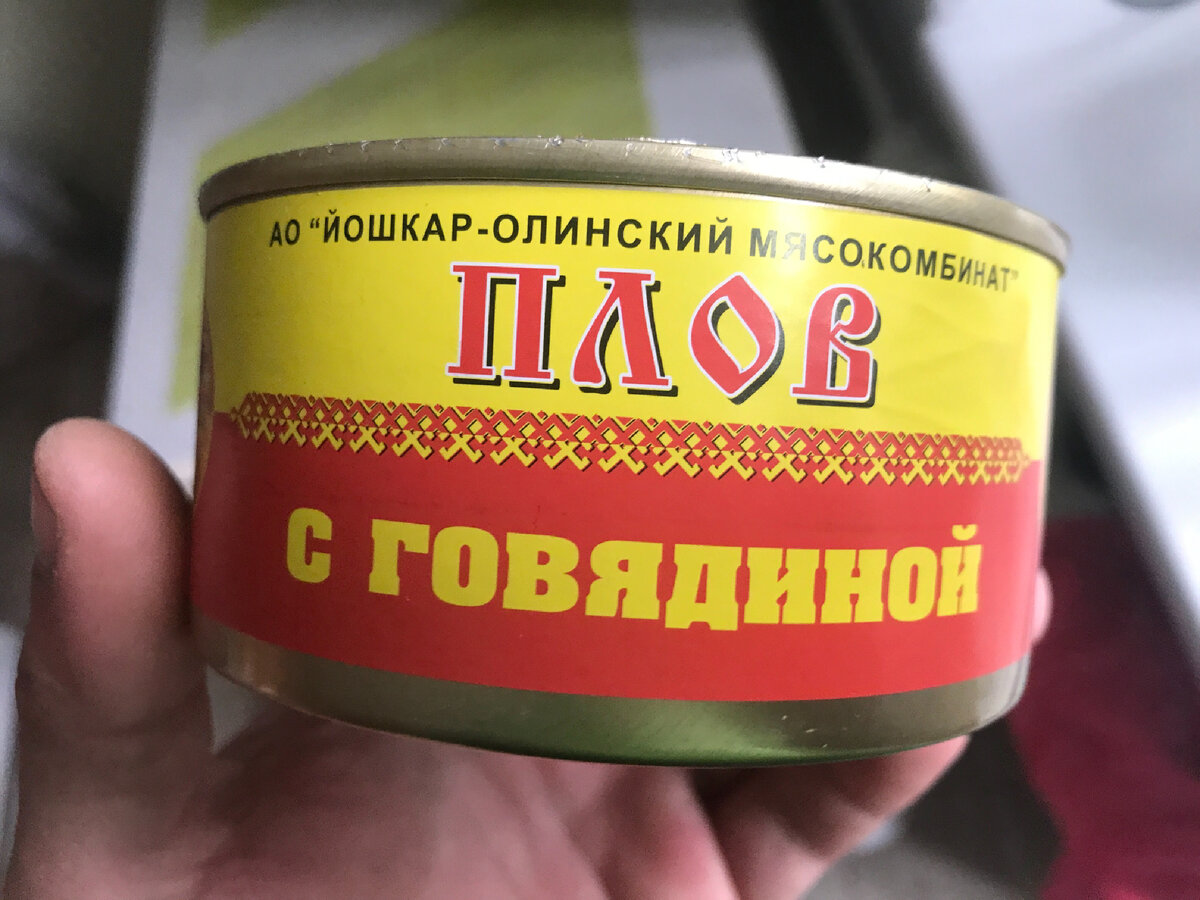 АО "ЙОШКАР-ОЛИНСКИЙ МЯСОКОМБИНАТ"
ПЛОВ
С ГОВЯДИНОЙ